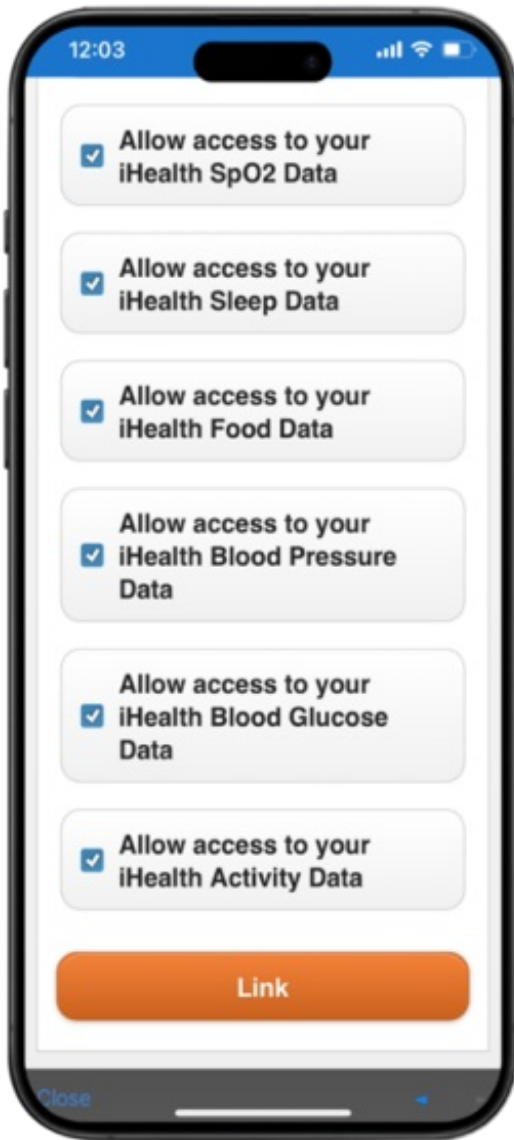 12:03
Allow access to your
iHealth SpO2 Data
Allow access to your
iHealth Sleep Data
Allow access to your
iHealth Food Data
Allow access to your
iHealth Blood Pressure
Data
Allow access to your
iHealth Blood Glucose
Data
Allow access to your
iHealth Activity Data
Link
Close